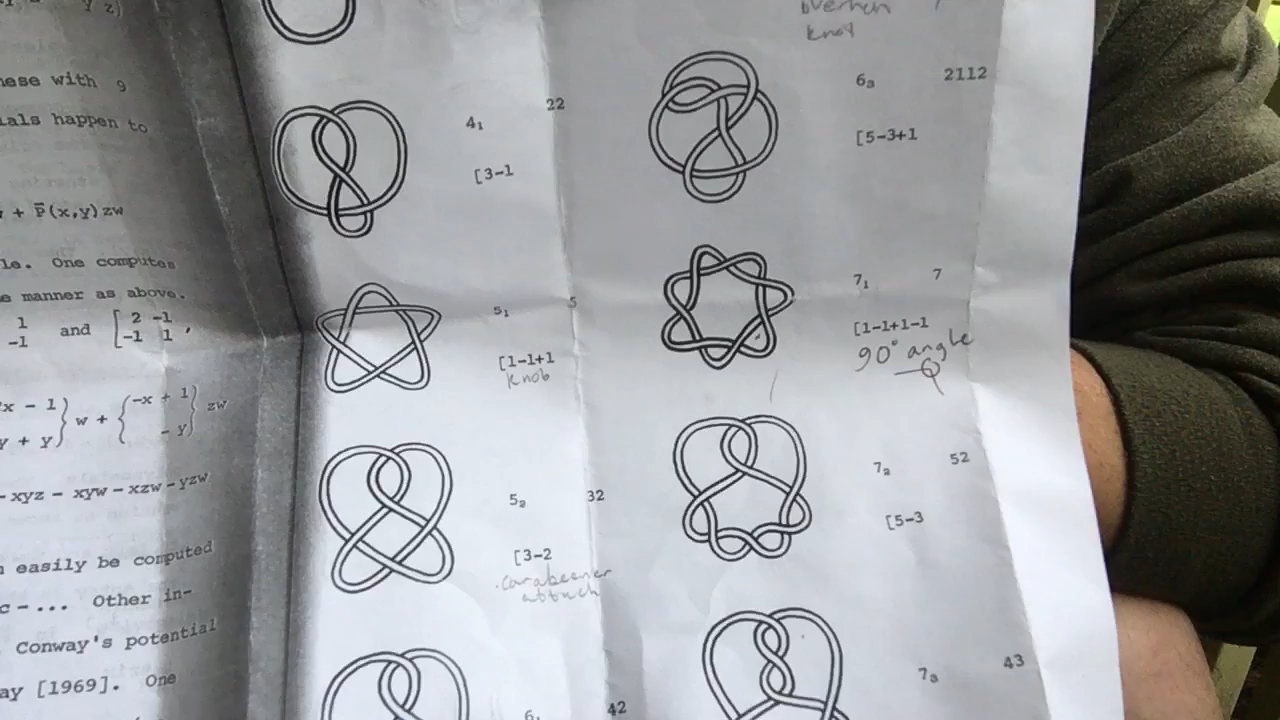 y z)
hese with 9
ials happen to
+ P̄(x,y)zw
le. One computes
e manner as above.
1 and [ 2 -1
-1 -1 1 ],
x - 1
y + y } w + { -x + 1
- y } zw
- xyz - xyw - xzw - yzw
easily be computed
c - ... Other in-
Conway's potential
ay [1969]. One
4₁ 22
[3-1
5₁ 5
[1-1+1
knob
5₂ 32
[3-2
carabeener
attach
6₁ 42
overhen
knot
6₃ 2112
[5-3+1
7₁ 7
[1-1+1-1
90° angle
7₂ 52
[5-3
7₃ 43